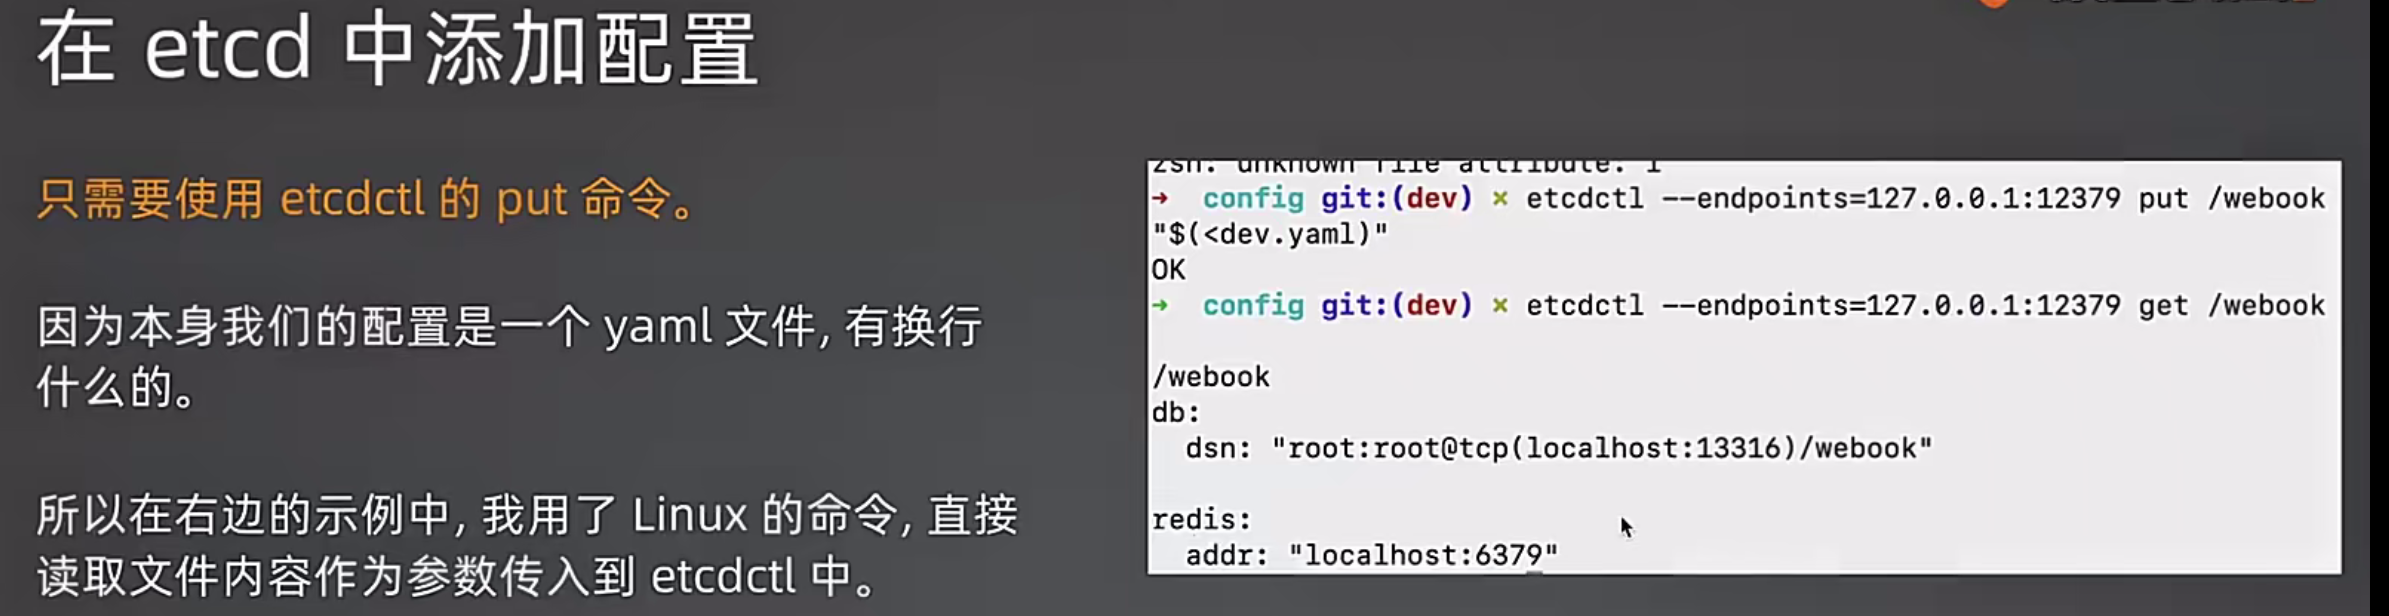 在 etcd 中添加配置
只需要使用 etcdctl 的 put 命令。
因为本身我们的配置是一个 yaml 文件, 有换行
什么的。
所以在右边的示例中, 我用了 Linux 的命令, 直接
读取文件内容作为参数传入到 etcdctl 中。
zsh: unknown file attribute: i
→ config git:(dev) × etcdctl --endpoints=127.0.0.1:12379 put /webook
"$(<dev.yaml)"
OK
→ config git:(dev) × etcdctl --endpoints=127.0.0.1:12379 get /webook
/webook
db:
  dsn: "root:root@tcp(localhost:13316)/webook"
redis:
  addr: "localhost:6379"